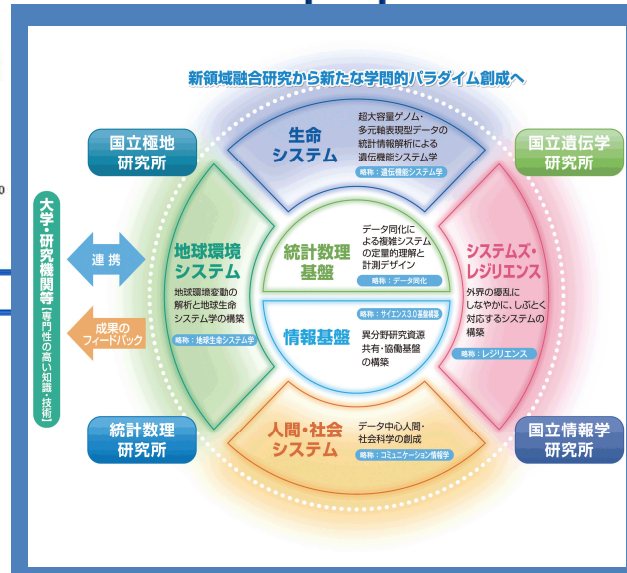 新領域融合研究から新たな学問的パラダイム創成へ
国立極地
研究所
生命
システム
超大容量ゲノム・
多元軸表現型データの
統計情報解析による
遺伝機能システム学
略称：遺伝機能システム学
国立遺伝学
研究所
大学・研究機関等
【専門性の高い知識・技術】
連携
成果の
フィードバック
地球環境
システム
地球環境変動の
解析と地球生命
システム学の構築
略称：地球生命システム学
統計数理
基盤
データ同化に
よる複雑システム
の定量的理解と
計測デザイン
略称：データ同化
情報基盤
略称：サイエンス3.0基盤構築
異分野研究資源
共有・協働基盤
の構築
システムズ・
レジリエンス
外界の擾乱に
しなやかに、しぶとく
対応するシステムの
構築
略称：レジリエンス
統計数理
研究所
人間・社会
システム
データ中心人間・
社会科学の創成
略称：コミュニケーション情報学
国立情報学
研究所